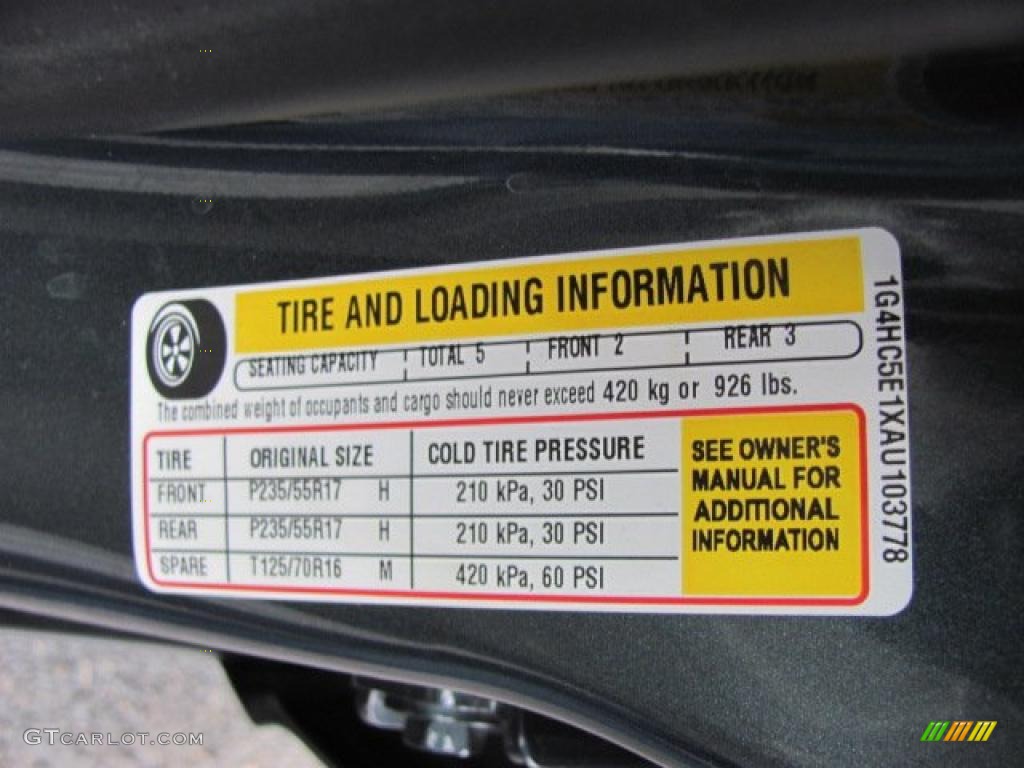 TIRE AND LOADING INFORMATION
SEATING CAPACITY TOTAL 5 FRONT 2 REAR 3
The combined weight of occupants and cargo should never exceed 420 kg or 926 lbs.
TIRE ORIGINAL SIZE COLD TIRE PRESSURE
FRONT P235/55R17 H 210 kPa, 30 PSI
REAR P235/55R17 H 210 kPa, 30 PSI
SPARE T125/70R16 M 420 kPa, 60 PSI
SEE OWNER'S
MANUAL FOR
ADDITIONAL
INFORMATION
1G4HC5E1XAU103778
GTCARLOT.COM